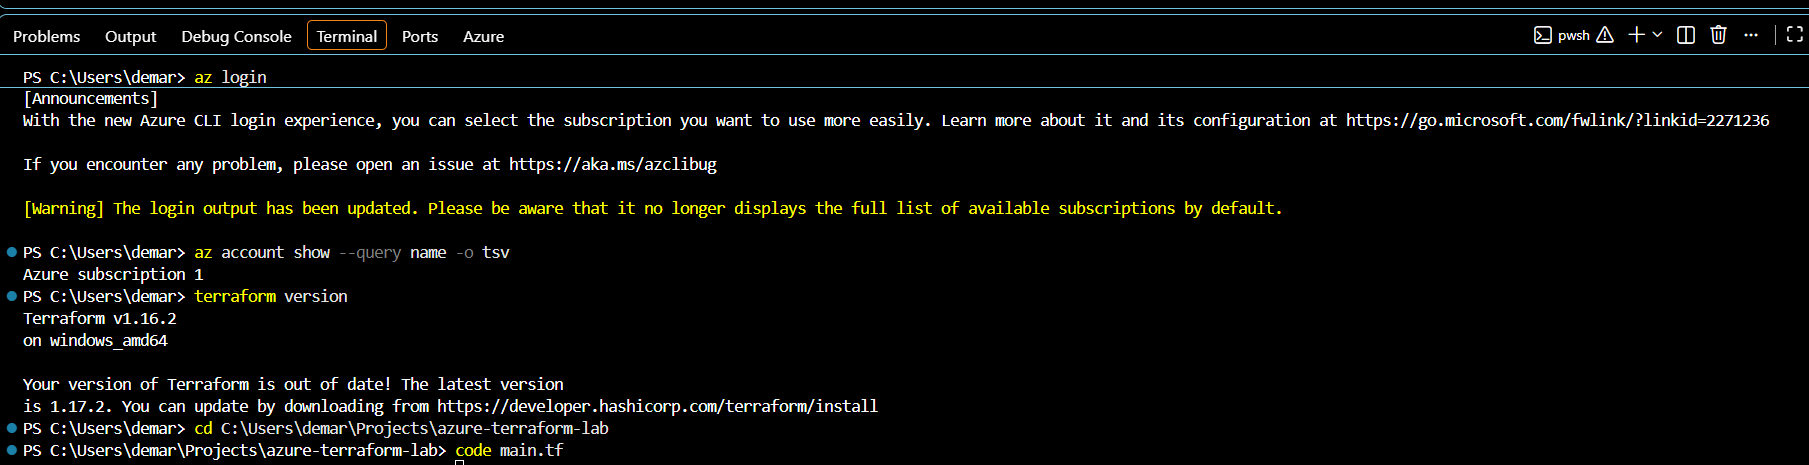 Problems Output Debug Console Terminal Ports Azure pwsh
PS C:\Users\demar> az login
[Announcements]
With the new Azure CLI login experience, you can select the subscription you want to use more easily. Learn more about it and its configuration at https://go.microsoft.com/fwlink/?linkid=2271236
If you encounter any problem, please open an issue at https://aka.ms/azclibug
[Warning] The login output has been updated. Please be aware that it no longer displays the full list of available subscriptions by default.
PS C:\Users\demar> az account show --query name -o tsv
Azure subscription 1
PS C:\Users\demar> terraform version
Terraform v1.16.2
on windows_amd64
Your version of Terraform is out of date! The latest version
is 1.17.2. You can update by downloading from https://developer.hashicorp.com/terraform/install
PS C:\Users\demar> cd C:\Users\demar\Projects\azure-terraform-lab
PS C:\Users\demar\Projects\azure-terraform-lab> code main.tf